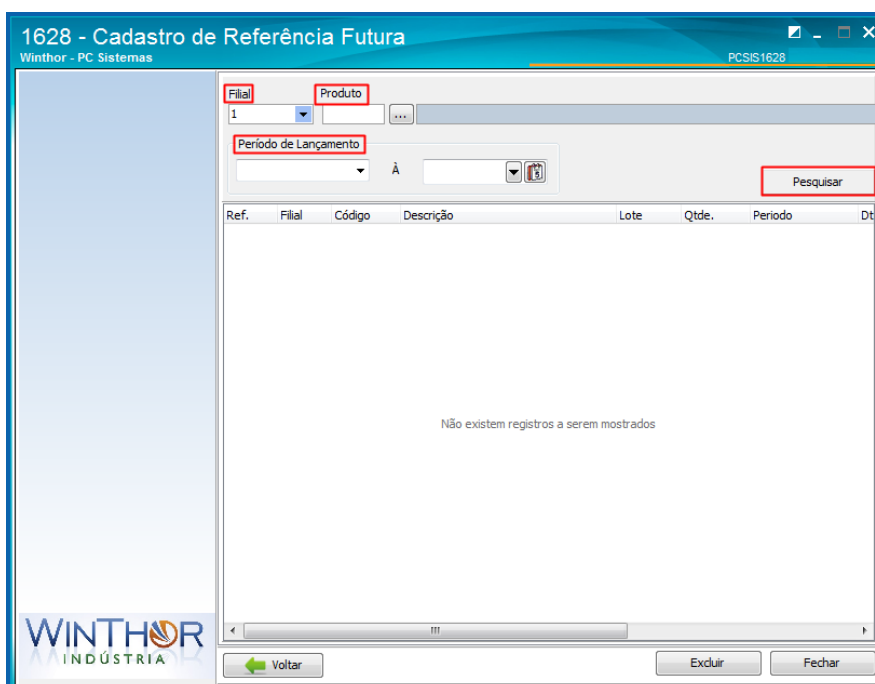 1628 - Cadastro de Referência Futura
Winthor - PC Sistemas
PCSIS1628
Filial Produto
1 ...
Período de Lançamento
À 5
Pesquisar
Ref. Filial Código Descrição Lote Qtde. Periodo Dt
Não existem registros a serem mostrados
WINTHOR
INDÚSTRIA
Voltar Excluir Fechar